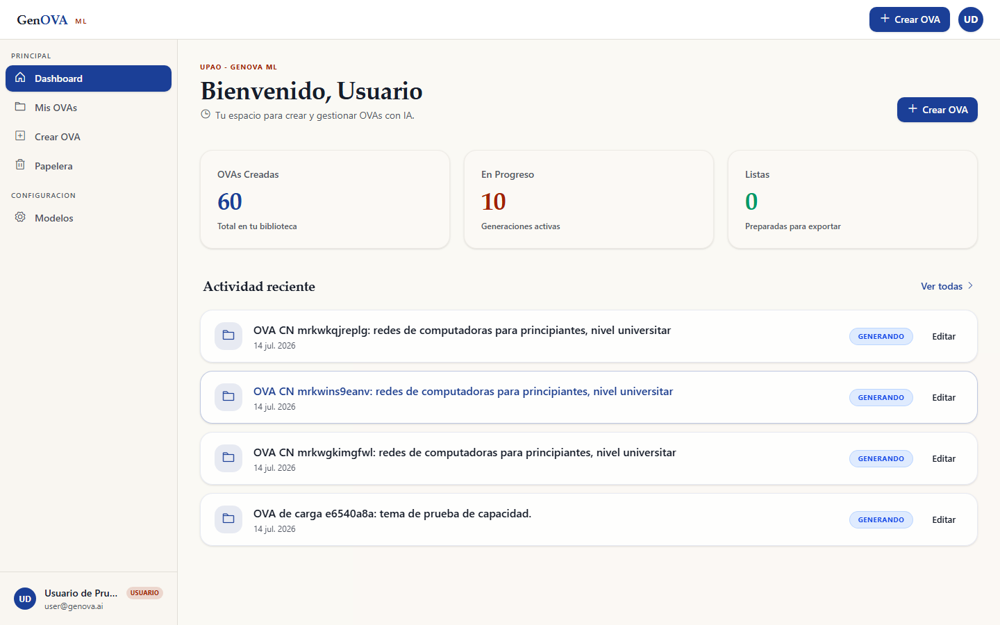 GenOVA ML
+ Crear OVA
UD
PRINCIPAL
Dashboard
Mis OVAs
Crear OVA
Papelera
CONFIGURACION
Modelos
UPAO - GENOVA ML
Bienvenido, Usuario
Tu espacio para crear y gestionar OVAs con IA.
+ Crear OVA
OVAs Creadas
60
Total en tu biblioteca
En Progreso
10
Generaciones activas
Listas
0
Preparadas para exportar
Actividad reciente
Ver todas
OVA CN mrkwkqjreplg: redes de computadoras para principiantes, nivel universitar
14 jul. 2026
GENERANDO
Editar
OVA CN mrkwins9eanv: redes de computadoras para principiantes, nivel universitar
14 jul. 2026
GENERANDO
Editar
OVA CN mrkwgkimgfwl: redes de computadoras para principiantes, nivel universitar
14 jul. 2026
GENERANDO
Editar
OVA de carga e6540a8a: tema de prueba de capacidad.
14 jul. 2026
GENERANDO
Editar
UD
Usuario de Pru...
USUARIO
user@genova.ai